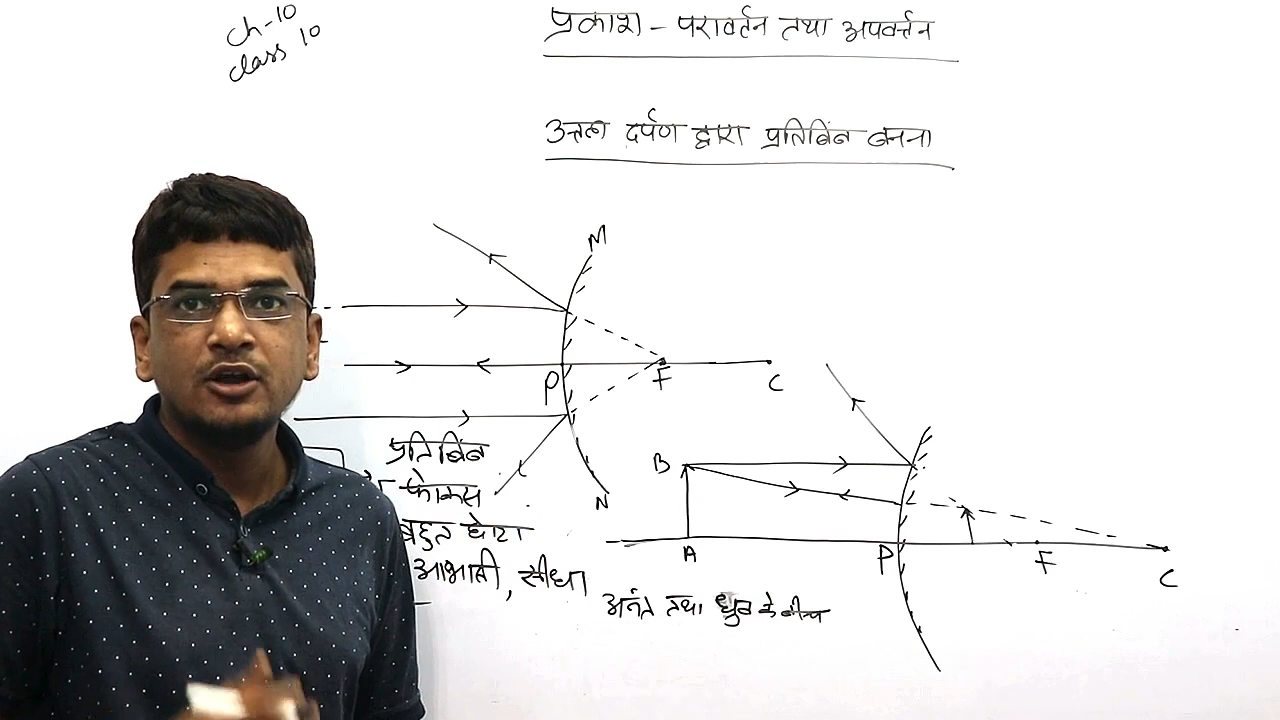 ch-10
class 10
प्रकाश - परावर्तन तथा अपवर्त्तन
उत्तल दर्पण द्वारा प्रतिबिंब बनना
M
P
F
C
N
प्रतिबिंब
फोकस
बहुत छोटा
आभासी, सीधा
B
A
P
F
C
अनंत तथा ध्रुव के बीच